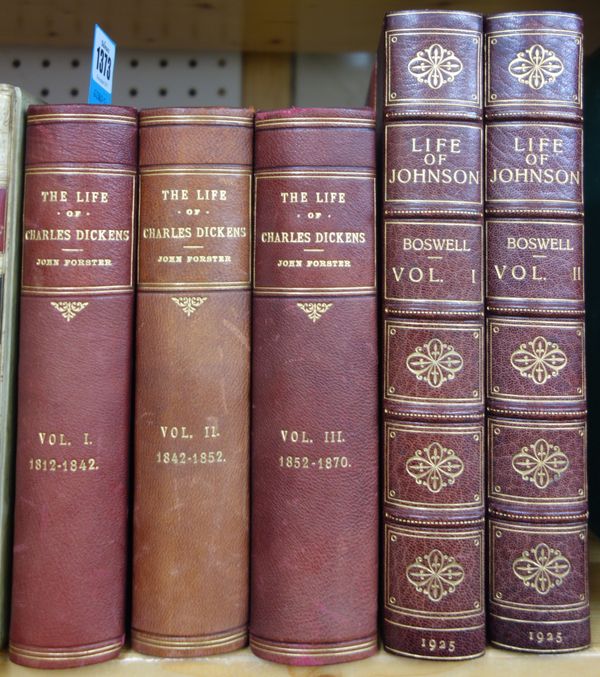 1373
THE LIFE
· OF ·
CHARLES DICKENS
JOHN FORSTER
VOL. I.
1812-1842.
THE LIFE
· OF ·
CHARLES DICKENS
JOHN FORSTER
VOL. II.
1842-1852.
THE LIFE
· OF ·
CHARLES DICKENS
JOHN FORSTER
VOL. III.
1852-1870.
LIFE
OF
JOHNSON
BOSWELL
VOL. I
1925
LIFE
OF
JOHNSON
BOSWELL
VOL. II
1925